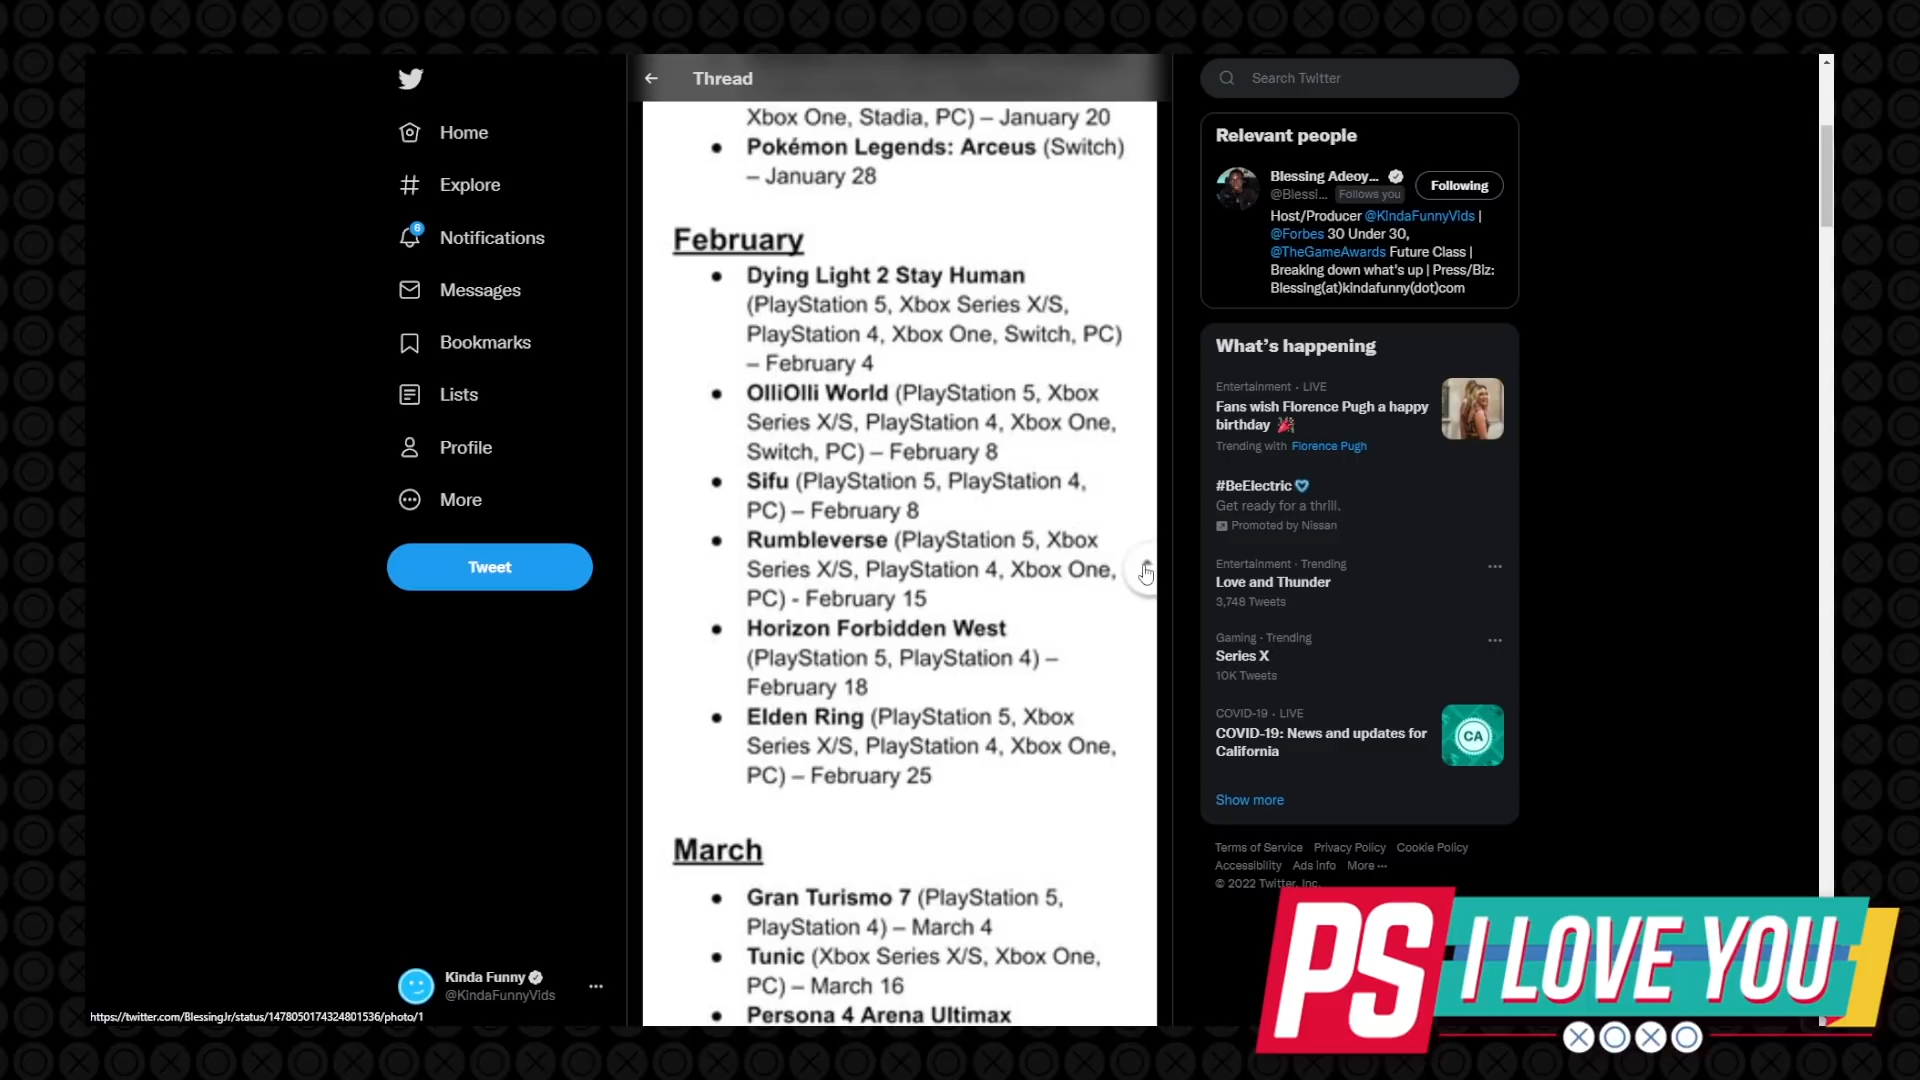 Home
Explore
6
Notifications
Messages
Bookmarks
Lists
Profile
More
Tweet
Kinda Funny
@KindaFunnyVids
https://twitter.com/BlessingJr/status/1478050174324801536/photo/1
Thread
Xbox One, Stadia, PC) – January 20
● Pokémon Legends: Arceus (Switch)
– January 28
February
● Dying Light 2 Stay Human
(PlayStation 5, Xbox Series X/S,
PlayStation 4, Xbox One, Switch, PC)
– February 4
● OlliOlli World (PlayStation 5, Xbox
Series X/S, PlayStation 4, Xbox One,
Switch, PC) – February 8
● Sifu (PlayStation 5, PlayStation 4,
PC) – February 8
● Rumbleverse (PlayStation 5, Xbox
Series X/S, PlayStation 4, Xbox One,
PC) - February 15
● Horizon Forbidden West
(PlayStation 5, PlayStation 4) –
February 18
● Elden Ring (PlayStation 5, Xbox
Series X/S, PlayStation 4, Xbox One,
PC) – February 25
March
● Gran Turismo 7 (PlayStation 5,
PlayStation 4) – March 4
● Tunic (Xbox Series X/S, Xbox One,
PC) – March 16
● Persona 4 Arena Ultimax
Search Twitter
Relevant people
Blessing Adeoy...
@Blessi... Follows you
Following
Host/Producer @KindaFunnyVids |
@Forbes 30 Under 30,
@TheGameAwards Future Class |
Breaking down what's up | Press/Biz:
Blessing(at)kindafunny(dot)com
What's happening
Entertainment · LIVE
Fans wish Florence Pugh a happy
birthday
Trending with Florence Pugh
#BeElectric
Get ready for a thrill.
Promoted by Nissan
Entertainment · Trending
Love and Thunder
3,748 Tweets
Gaming · Trending
Series X
10K Tweets
COVID-19 · LIVE
COVID-19: News and updates for
California
CA
Show more
Terms of Service Privacy Policy Cookie Policy
Accessibility Ads info More ···
© 2022 Twitter, Inc.
PS I LOVE YOU